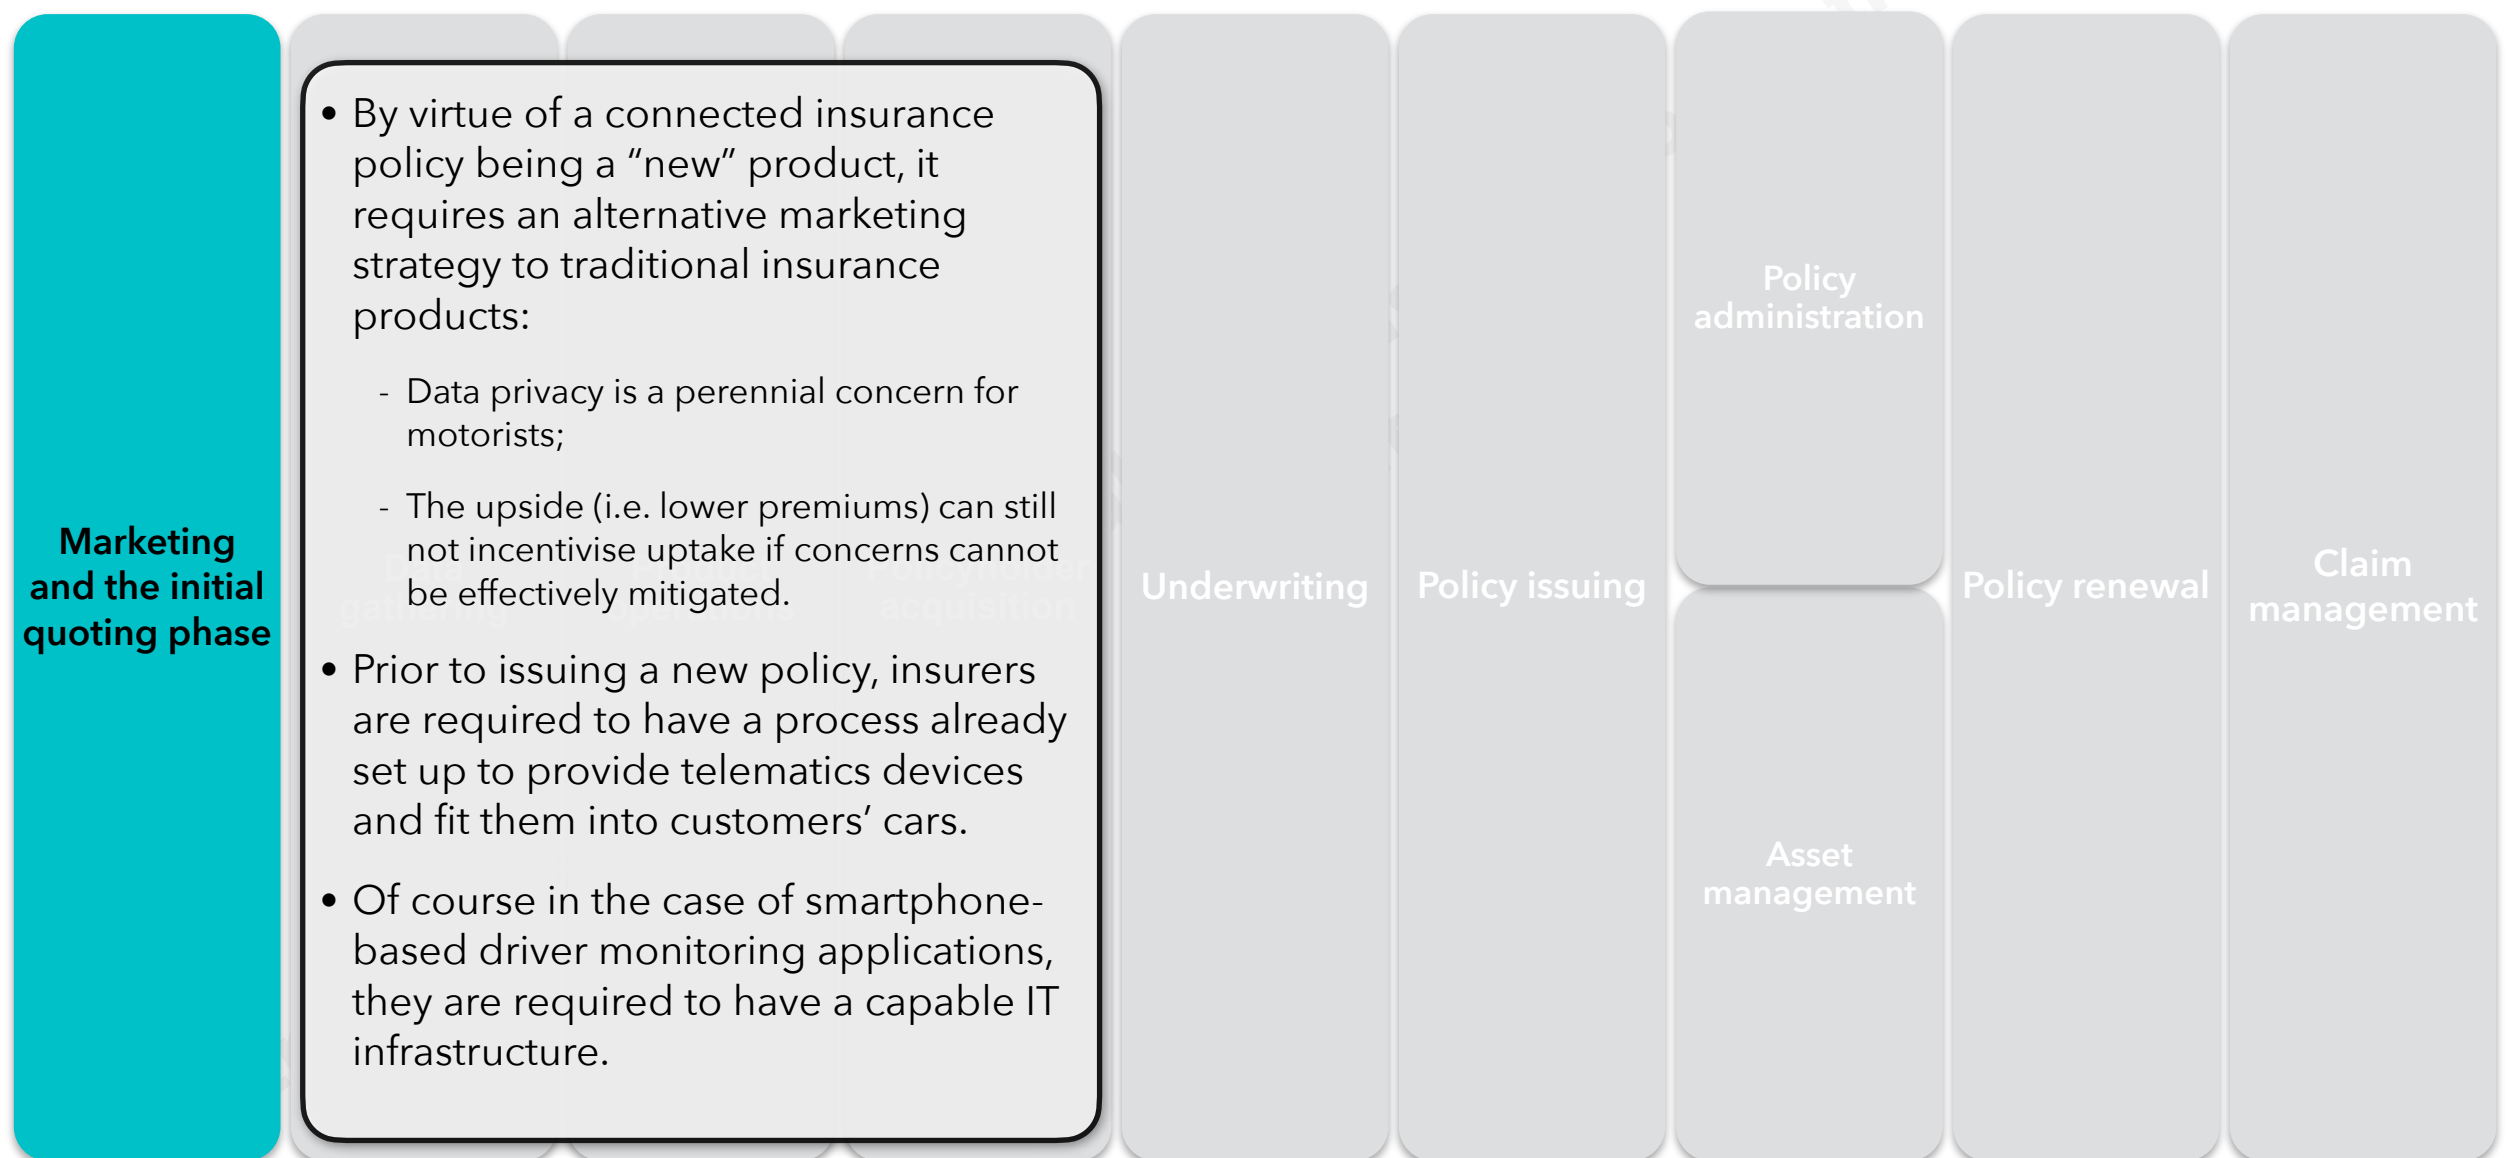 Marketing
and the initial
quoting phase
• By virtue of a connected insurance
policy being a “new” product, it
requires an alternative marketing
strategy to traditional insurance
products:
- Data privacy is a perennial concern for
motorists;
- The upside (i.e. lower premiums) can still
not incentivise uptake if concerns cannot
be effectively mitigated.
• Prior to issuing a new policy, insurers
are required to have a process already
set up to provide telematics devices
and fit them into customers’ cars.
• Of course in the case of smartphone-
based driver monitoring applications,
they are required to have a capable IT
infrastructure.
gathering
acquisition
Underwriting
Policy issuing
Policy
administration
Asset
management
Policy renewal
Claim
management